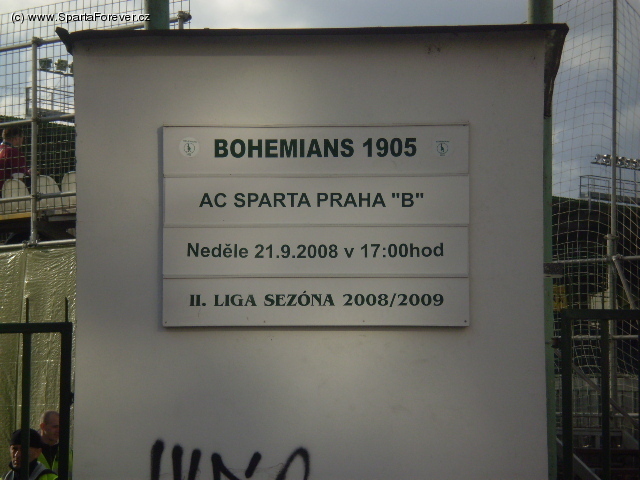 (c) www.SpartaForever.cz
BOHEMIANS 1905
AC SPARTA PRAHA "B"
Neděle 21.9.2008 v 17:00hod
II. LIGA SEZÓNA 2008/2009